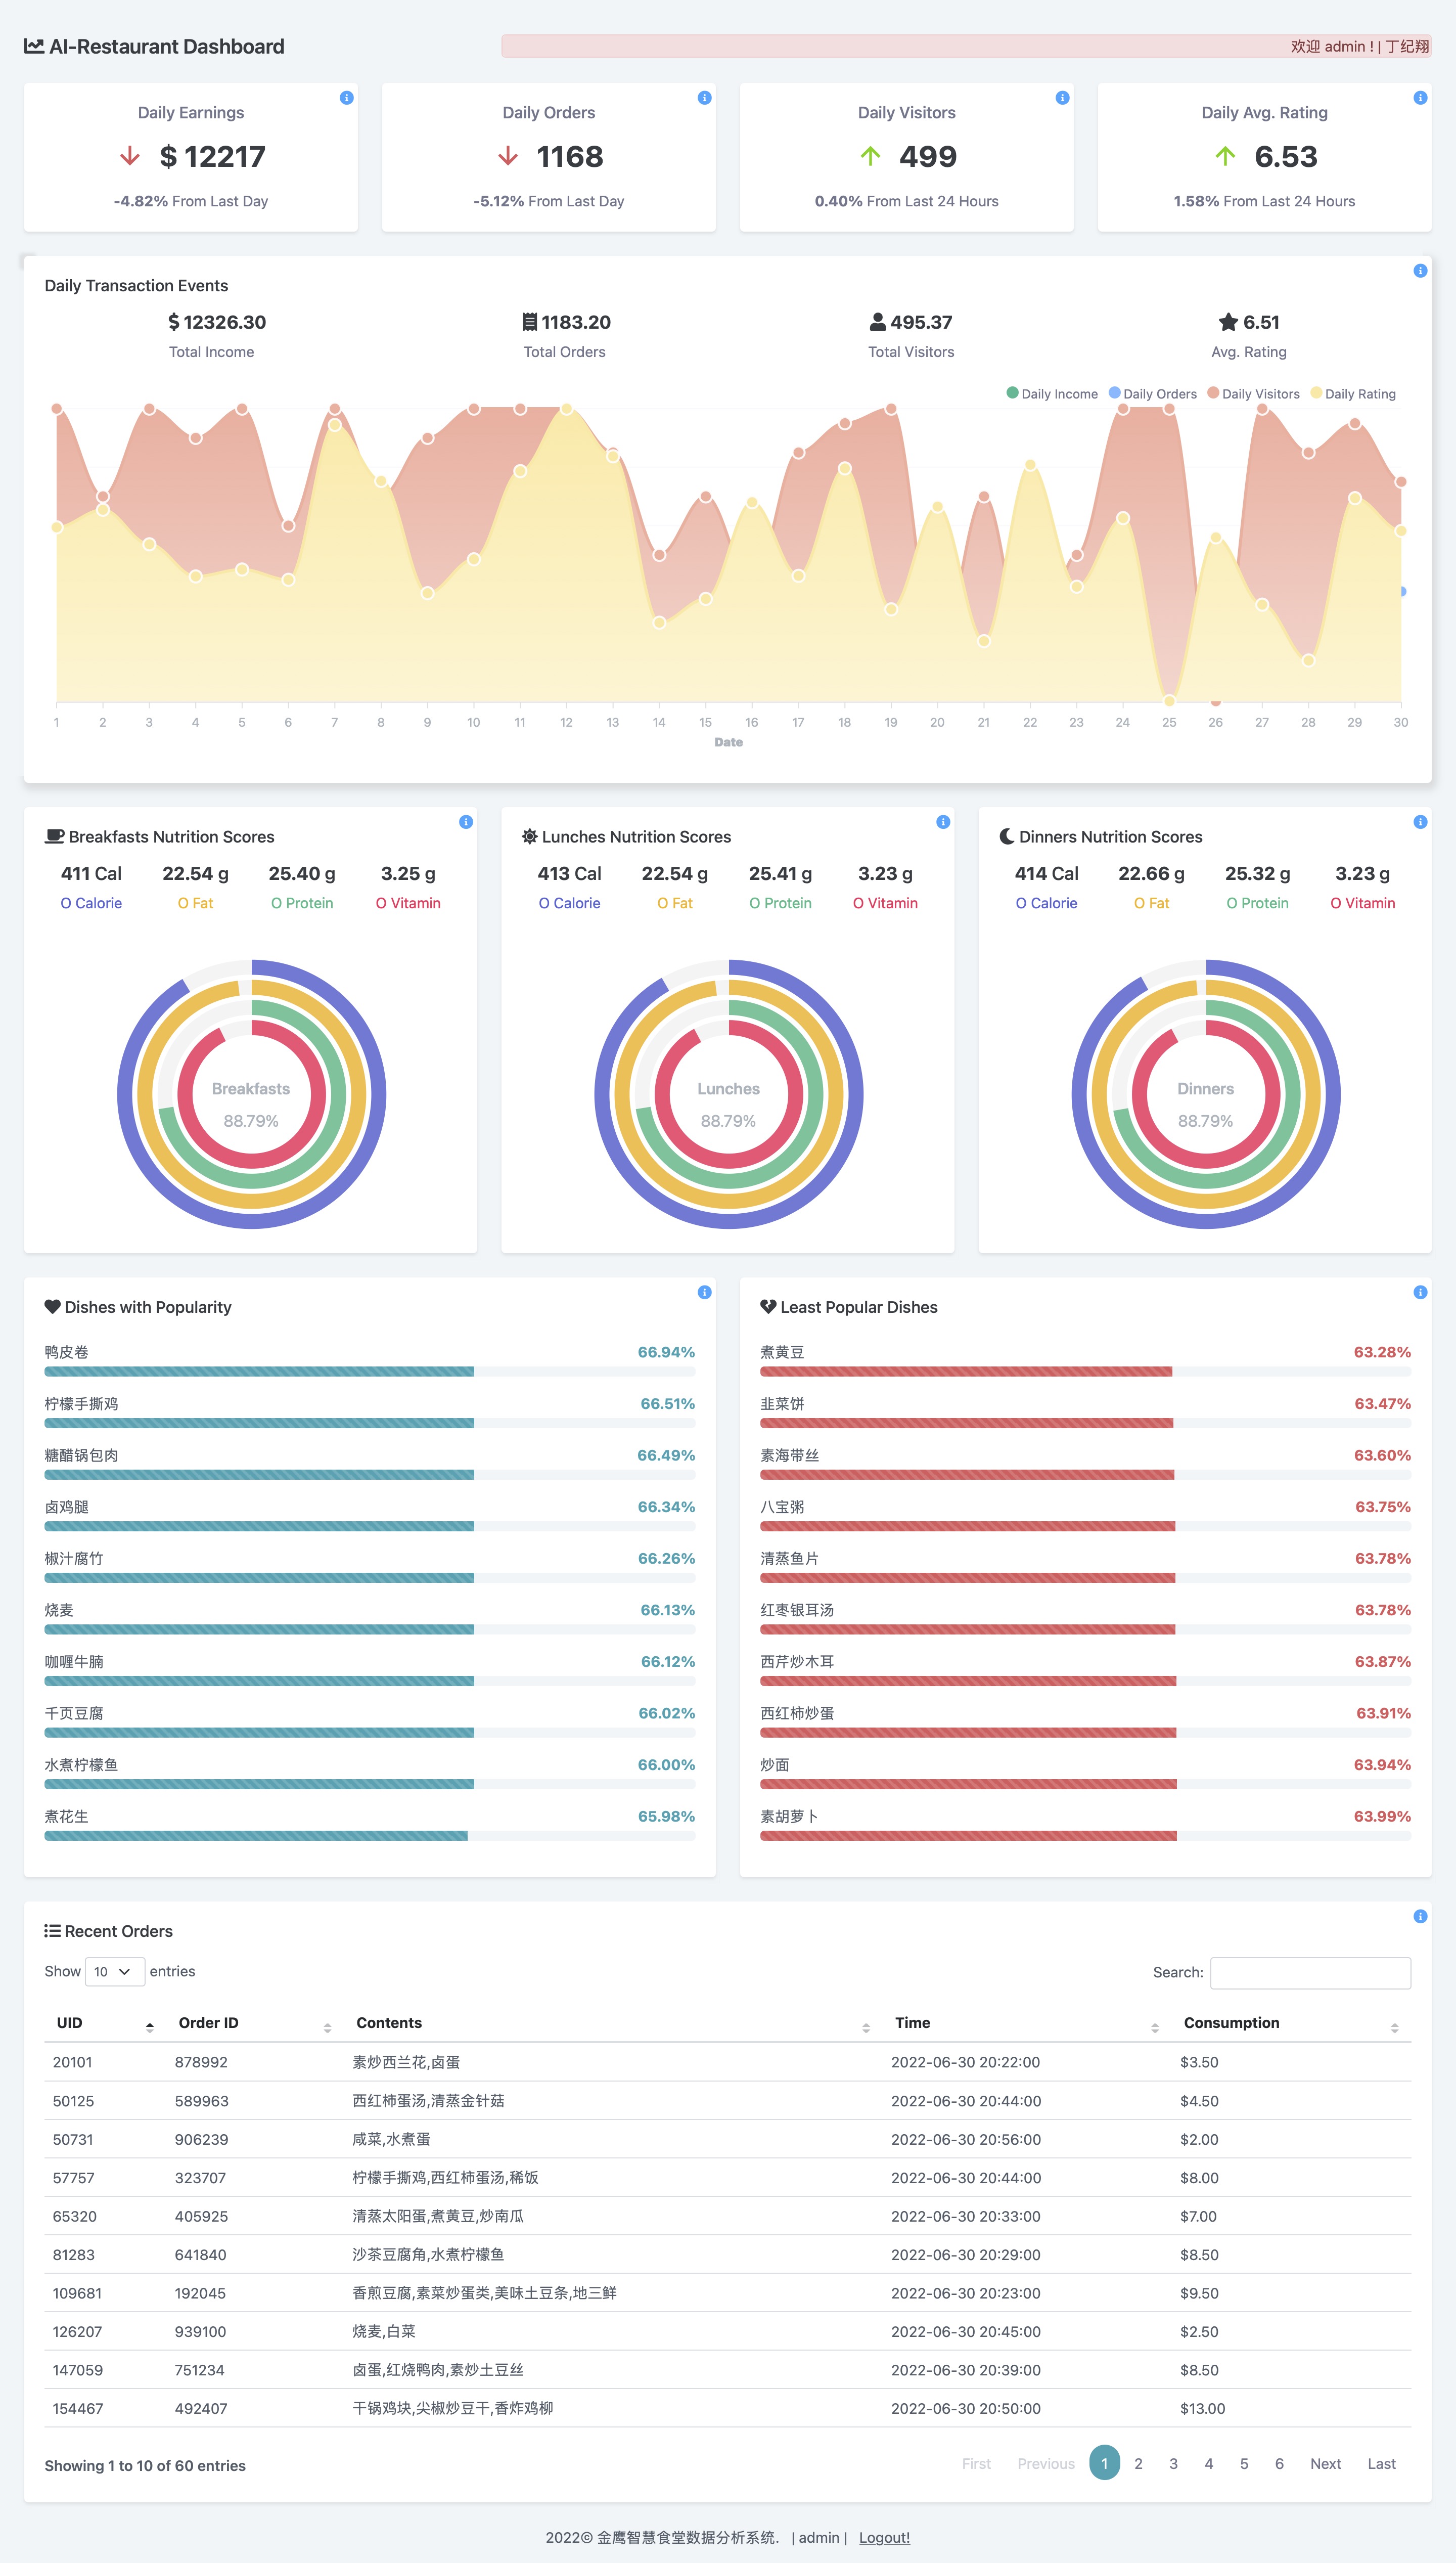 AI-Restaurant Dashboard
欢迎 admin ! | 丁纪翔
Daily Earnings
$ 12217
-4.82% From Last Day
Daily Orders
1168
-5.12% From Last Day
Daily Visitors
499
0.40% From Last 24 Hours
Daily Avg. Rating
6.53
1.58% From Last 24 Hours
Daily Transaction Events
$ 12326.30
Total Income
1183.20
Total Orders
495.37
Total Visitors
6.51
Avg. Rating
Daily Income Daily Orders Daily Visitors Daily Rating
1 2 3 4 5 6 7 8 9 10 11 12 13 14 15 16 17 18 19 20 21 22 23 24 25 26 27 28 29 30
Date
Breakfasts Nutrition Scores
411 Cal 22.54 g 25.40 g 3.25 g
O Calorie O Fat O Protein O Vitamin
Breakfasts
88.79%
Lunches Nutrition Scores
413 Cal 22.54 g 25.41 g 3.23 g
O Calorie O Fat O Protein O Vitamin
Lunches
88.79%
Dinners Nutrition Scores
414 Cal 22.66 g 25.32 g 3.23 g
O Calorie O Fat O Protein O Vitamin
Dinners
88.79%
Dishes with Popularity
鸭皮卷 66.94%
柠檬手撕鸡 66.51%
糖醋锅包肉 66.49%
卤鸡腿 66.34%
椒汁腐竹 66.26%
烧麦 66.13%
咖喱牛腩 66.12%
千页豆腐 66.02%
水煮柠檬鱼 66.00%
煮花生 65.98%
Least Popular Dishes
煮黄豆 63.28%
韭菜饼 63.47%
素海带丝 63.60%
八宝粥 63.75%
清蒸鱼片 63.78%
红枣银耳汤 63.78%
西芹炒木耳 63.87%
西红柿炒蛋 63.91%
炒面 63.94%
素胡萝卜 63.99%
Recent Orders
Show 10 entries
Search:
UID Order ID Contents Time Consumption
20101 878992 素炒西兰花,卤蛋 2022-06-30 20:22:00 $3.50
50125 589963 西红柿蛋汤,清蒸金针菇 2022-06-30 20:44:00 $4.50
50731 906239 咸菜,水煮蛋 2022-06-30 20:56:00 $2.00
57757 323707 柠檬手撕鸡,西红柿蛋汤,稀饭 2022-06-30 20:44:00 $8.00
65320 405925 清蒸太阳蛋,煮黄豆,炒南瓜 2022-06-30 20:33:00 $7.00
81283 641840 沙茶豆腐角,水煮柠檬鱼 2022-06-30 20:29:00 $8.50
109681 192045 香煎豆腐,素菜炒蛋类,美味土豆条,地三鲜 2022-06-30 20:23:00 $9.50
126207 939100 烧麦,白菜 2022-06-30 20:45:00 $2.50
147059 751234 卤蛋,红烧鸭肉,素炒土豆丝 2022-06-30 20:39:00 $8.50
154467 492407 干锅鸡块,尖椒炒豆干,香炸鸡柳 2022-06-30 20:50:00 $13.00
Showing 1 to 10 of 60 entries
First Previous 1 2 3 4 5 6 Next Last
2022© 金鹰智慧食堂数据分析系统. | admin | Logout!